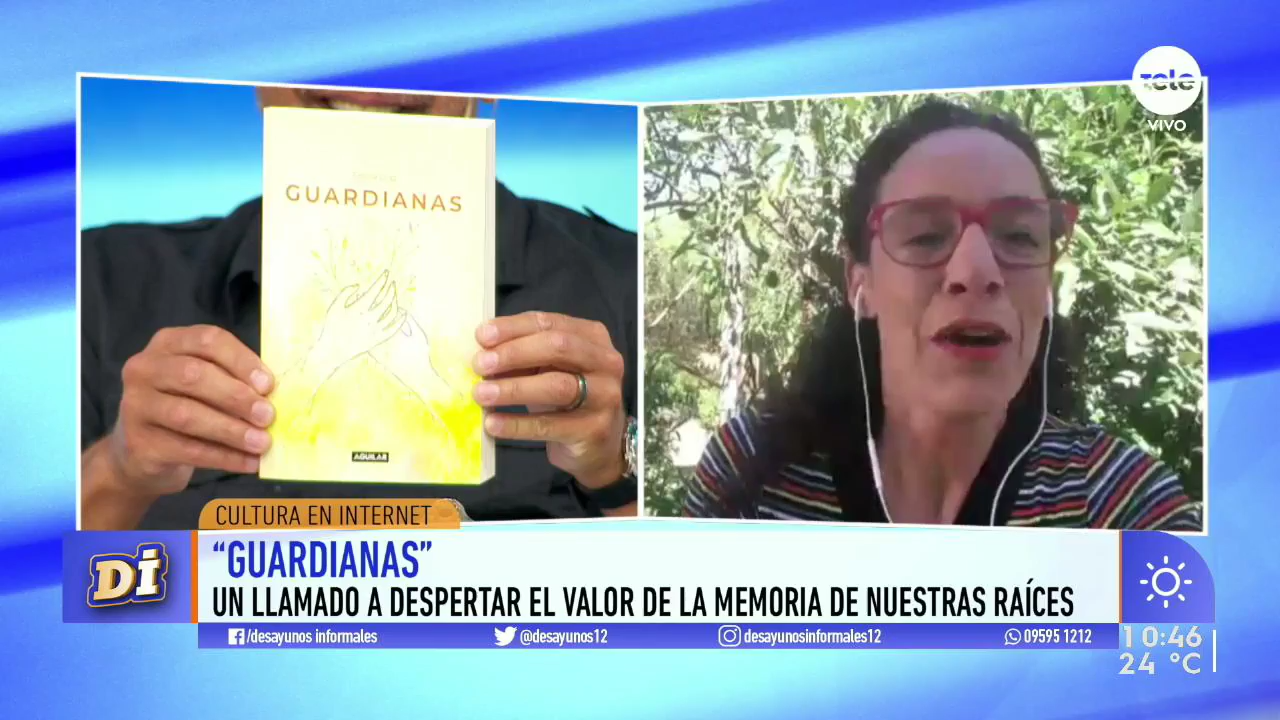 tele
VIVO
GUARDIANAS
AGUILAR
CULTURA EN INTERNET
Di
“GUARDIANAS”
UN LLAMADO A DESPERTAR EL VALOR DE LA MEMORIA DE NUESTRAS RAÍCES
/desayunos informales
@desayunos12
desayunosinformales12
09595 1212
10:46
24 °C